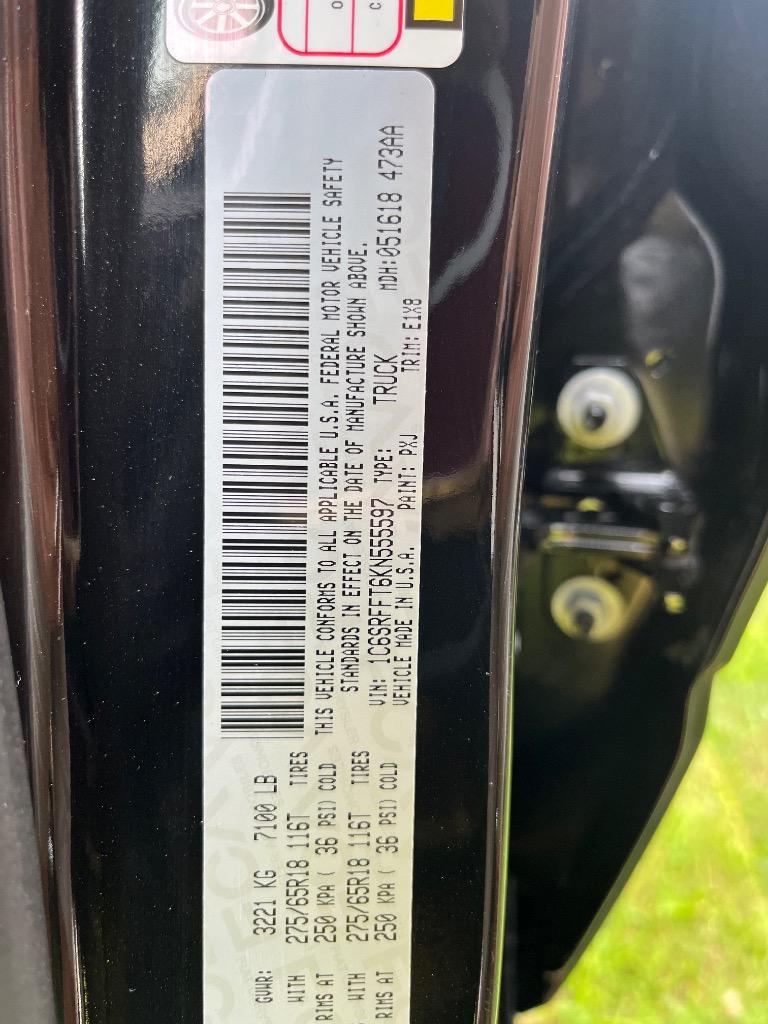 O
C
THIS VEHICLE CONFORMS TO ALL APPLICABLE U.S.A. FEDERAL MOTOR VEHICLE SAFETY
STANDARDS IN EFFECT ON THE DATE OF MANUFACTURE SHOWN ABOVE.
VIN: 1C6SRFFT6KN555597 TYPE: TRUCK MDH:051618 473AA
VEHICLE MADE IN U.S.A. PAINT: PXJ TRIM: E1X8
GVWR: 3221 KG 7100 LB
WITH 275/65R18 116T TIRES
RIMS AT 250 KPA ( 36 PSI) COLD
WITH 275/65R18 116T TIRES
RIMS AT 250 KPA ( 36 PSI) COLD